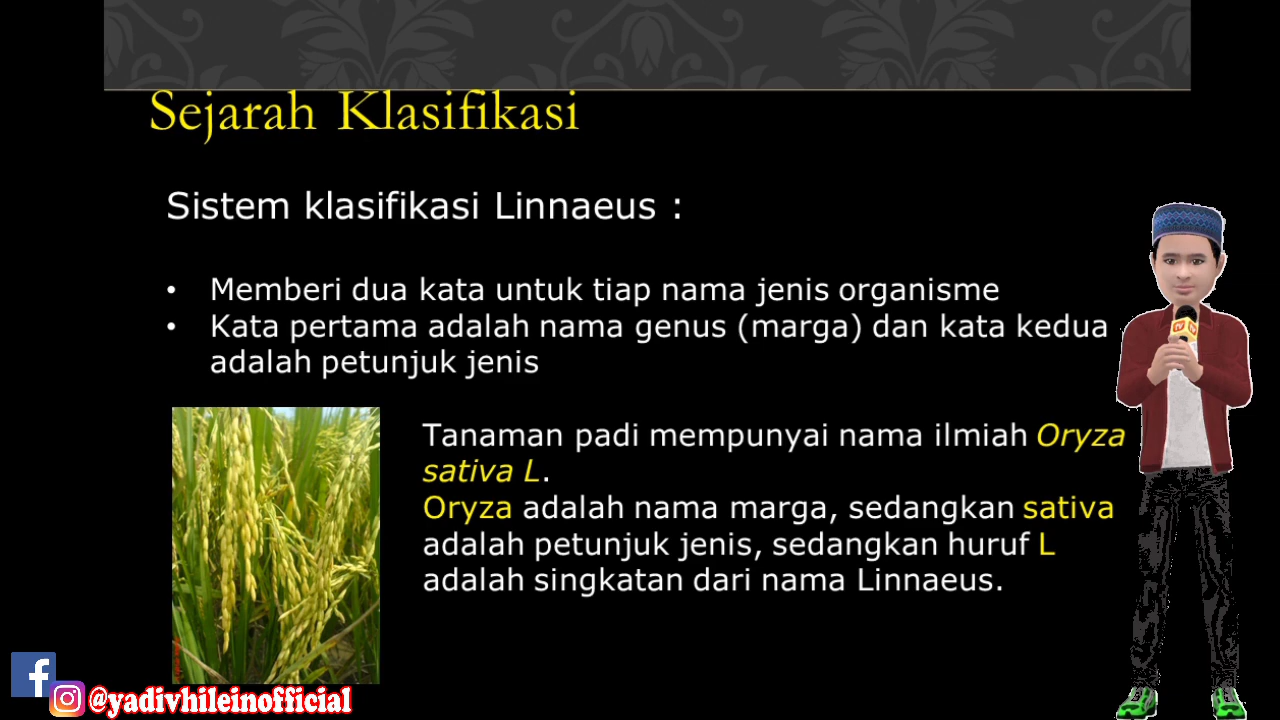 Sejarah Klasifikasi
Sistem klasifikasi Linnaeus :
• Memberi dua kata untuk tiap nama jenis organisme
• Kata pertama adalah nama genus (marga) dan kata kedua
adalah petunjuk jenis
Tanaman padi mempunyai nama ilmiah Oryza
sativa L.
Oryza adalah nama marga, sedangkan sativa
adalah petunjuk jenis, sedangkan huruf L
adalah singkatan dari nama Linnaeus.
@yadivhileinofficial